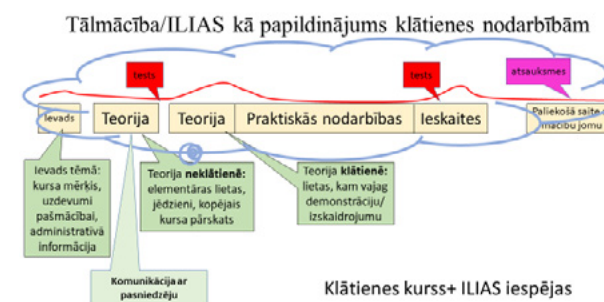 Tālmācība/ILIAS kā papildinājums klātienes nodarbībām
tests
tests
atsauksmes
Ievads
Teorija
Teorija
Praktiskās nodarbības
Ieskaites
Paliekošā saite
mācību jomu
Ievads tēmā:
kursa mērķis,
uzdevumi
pašmācībai,
administratīvā
informācija
Teorija neklātienē:
elementāras lietas,
jēdzieni, kopējais
kursa pārskats
Teorija klātienē:
lietas, kam vajag
demonstrāciju/
izskaidrojumu
Komunikācija ar
pasniedzēju
Klātienes kurss+ ILIAS iespējas